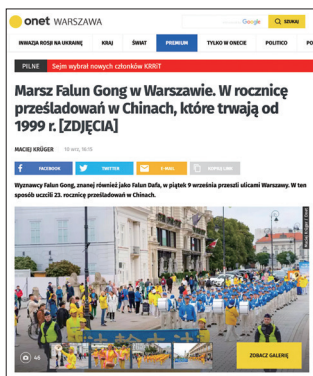 onet WARSZAWA
Google
SZUKAJ
INWAZJA ROSJI NA UKRAINĘ KRAJ ŚWIAT PREMIUM TYLKO W ONECIE POLITICO PO
PILNE Sejm wybrał nowych członków KRRiT
Marsz Falun Gong w Warszawie. W rocznicę
prześladowań w Chinach, które trwają od
1999 r. [ZDJĘCIA]
MACIEJ KRÜGER
FACEBOOK TWITTER E-MAIL KOPIUJ LINK
Wyznawcy Falun Gong, znanej również jako Falun Dafa, w piątek 9 września przeszli ulicami Warszawy. W ten
sposób uczcili 23. rocznicę prześladowań w Chinach.
46
ZOBACZ GALERIĘ